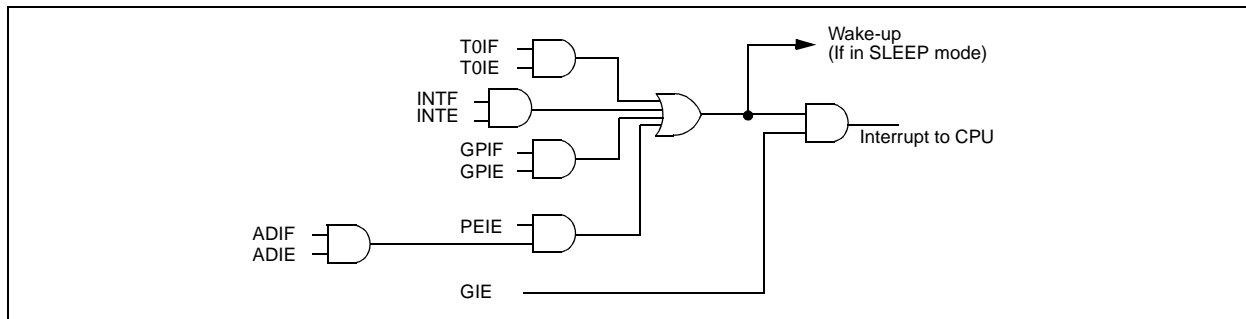 T0IF
T0IE
Wake-up
(If in SLEEP mode)
INTF
INTE
Interrupt to CPU
GPIF
GPIE
PEIE
ADIF
ADIE
GIE